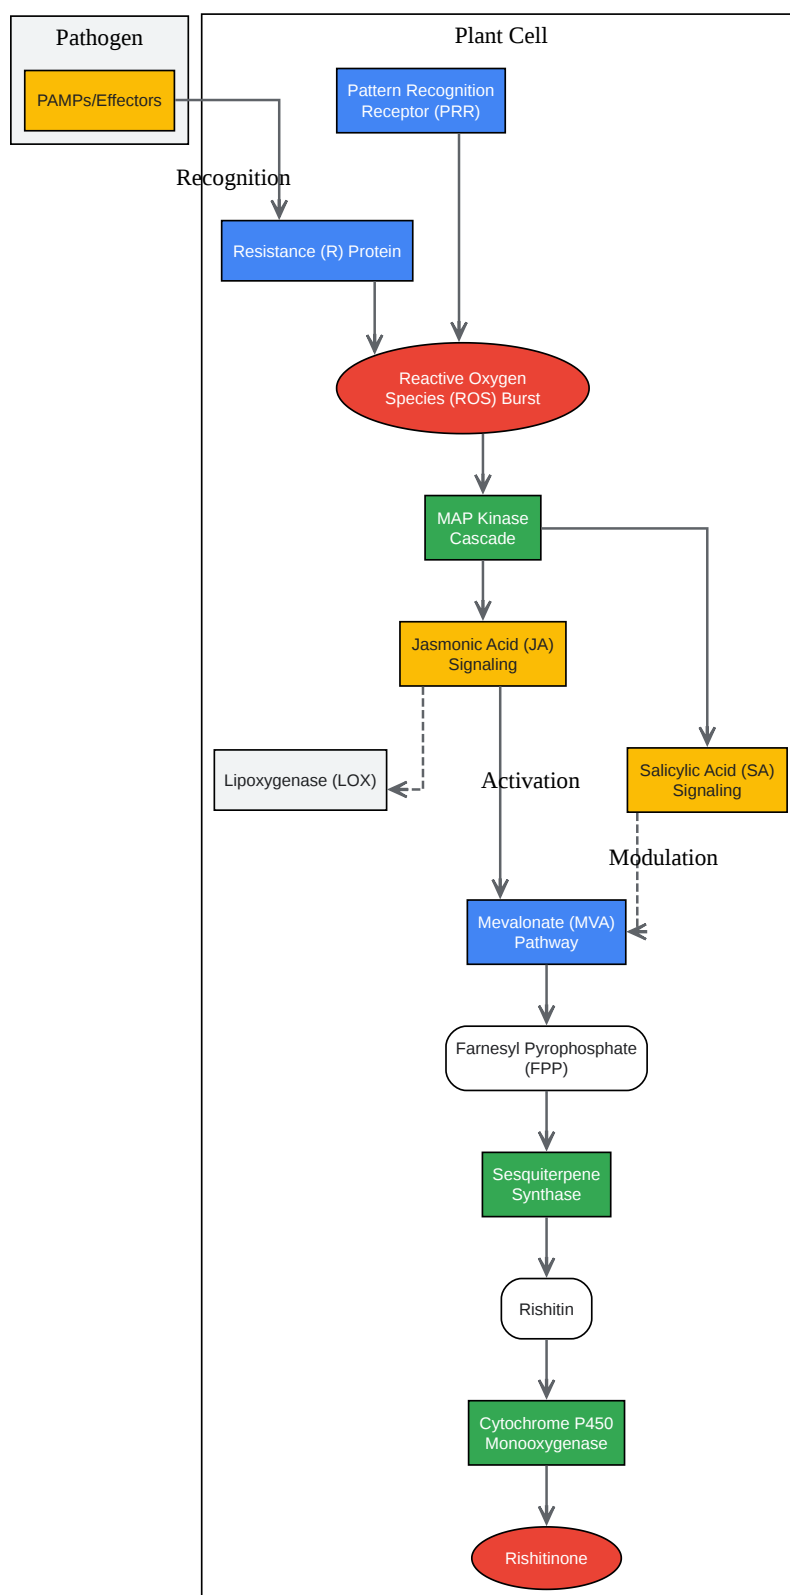 Pathogen
Plant Cell
PAMPs/Effectors
Pattern Recognition
Receptor (PRR)
Recognition
Resistance (R) Protein
Reactive Oxygen
Species (ROS) Burst
MAP Kinase
Cascade
Jasmonic Acid (JA)
Signaling
Lipoxygenase (LOX)
Activation
Salicylic Acid (SA)
Signaling
Modulation
Mevalonate (MVA)
Pathway
Farnesyl Pyrophosphate
(FPP)
Sesquiterpene
Synthase
Rishitin
Cytochrome P450
Monooxygenase
Rishitinone